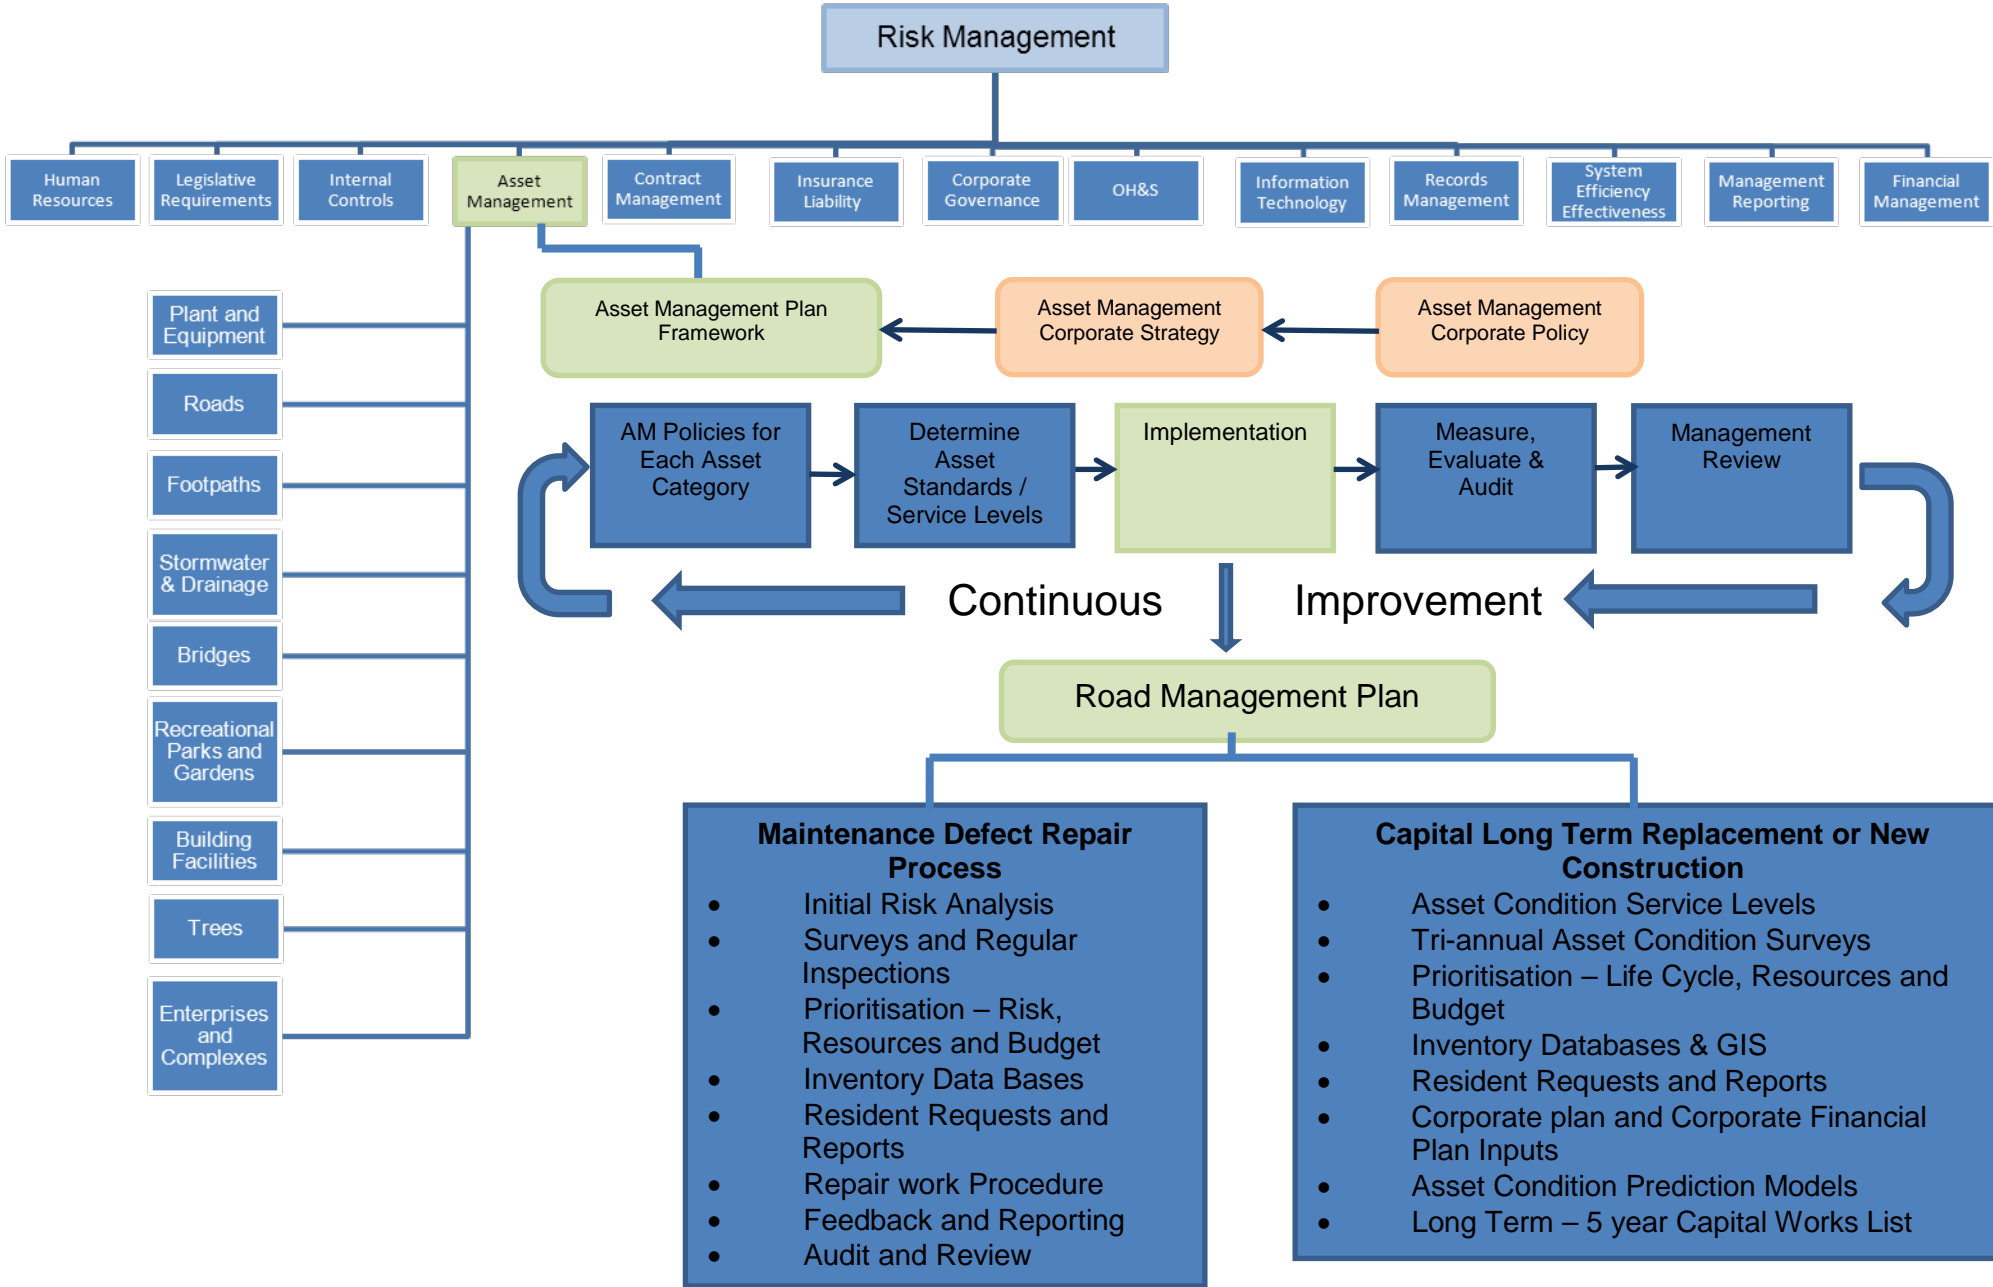 Risk Management
Human
Resources
Legislative
Requirements
Internal
Controls
Asset
Management
Contract
Management
Insurance
Liability
Corporate
Governance
OH&S
Information
Technology
Records
Management
System
Efficiency
Effectiveness
Management
Reporting
Financial
Management
Plant and
Equipment
Roads
Footpaths
Stormwater
& Drainage
Bridges
Recreational
Parks and
Gardens
Building
Facilities
Trees
Enterprises
and
Complexes
Asset Management Plan
Framework
Asset Management
Corporate Strategy
Asset Management
Corporate Policy
AM Policies for
Each Asset
Category
Determine
Asset
Standards /
Service Levels
Implementation
Measure,
Evaluate &
Audit
Management
Review
Continuous Improvement
Road Management Plan
Maintenance Defect Repair
Process
• Initial Risk Analysis
• Surveys and Regular
Inspections
• Prioritisation – Risk,
Resources and Budget
• Inventory Data Bases
• Resident Requests and
Reports
• Repair work Procedure
• Feedback and Reporting
• Audit and Review
Capital Long Term Replacement or New
Construction
• Asset Condition Service Levels
• Tri-annual Asset Condition Surveys
• Prioritisation – Life Cycle, Resources and
Budget
• Inventory Databases & GIS
• Resident Requests and Reports
• Corporate plan and Corporate Financial
Plan Inputs
• Asset Condition Prediction Models
• Long Term – 5 year Capital Works List